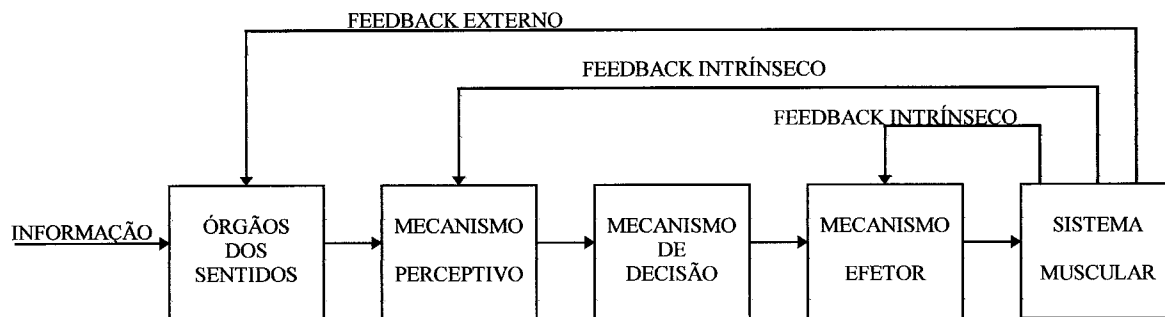 FEEDBACK EXTERNO
FEEDBACK INTRÍNSECO
FEEDBACK INTRÍNSECO
INFORMAÇÃO
ÓRGÃOS
DOS
SENTIDOS
MECANISMO
PERCEPTIVO
MECANISMO
DE
DECISÃO
MECANISMO
EFETOR
SISTEMA
MUSCULAR